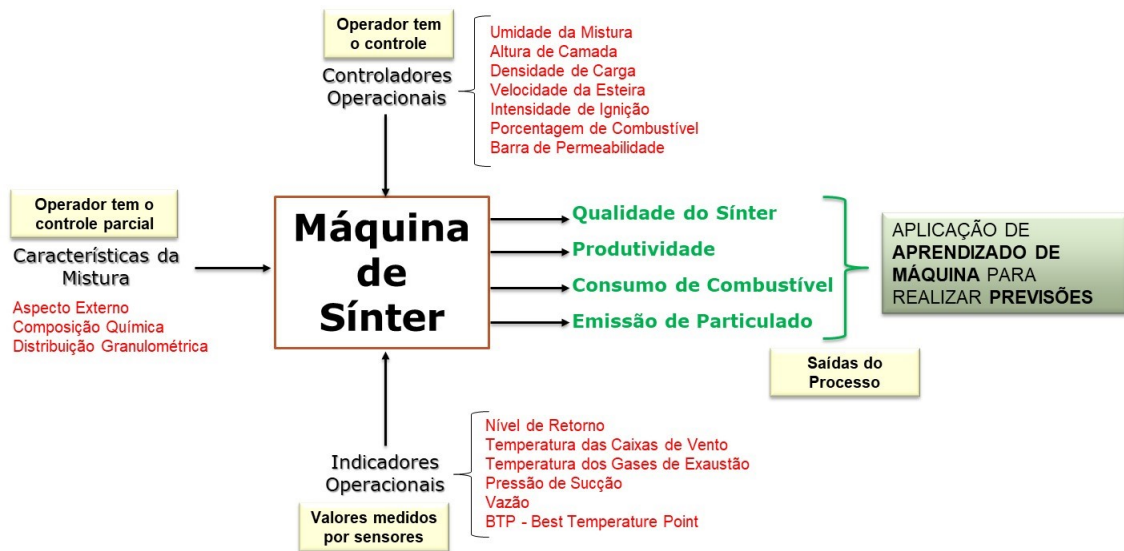 Operador tem
o controle
Controladores
Operacionais
Umidade da Mistura
Altura de Camada
Densidade de Carga
Velocidade da Esteira
Intensidade de Ignição
Porcentagem de Combustível
Barra de Permeabilidade
Operador tem o
controle parcial
Características da
Mistura
Aspecto Externo
Composição Química
Distribuição Granulométrica
Máquina
de
Sínter
Qualidade do Sínter
Produtividade
Consumo de Combustível
Emissão de Particulado
APLICAÇÃO DE
APRENDIZADO DE
MÁQUINA PARA
REALIZAR PREVISÕES
Saídas do
Processo
Indicadores
Operacionais
Valores medidos
por sensores
Nível de Retorno
Temperatura das Caixas de Vento
Temperatura dos Gases de Exaustão
Pressão de Sucção
Vazão
BTP - Best Temperature Point